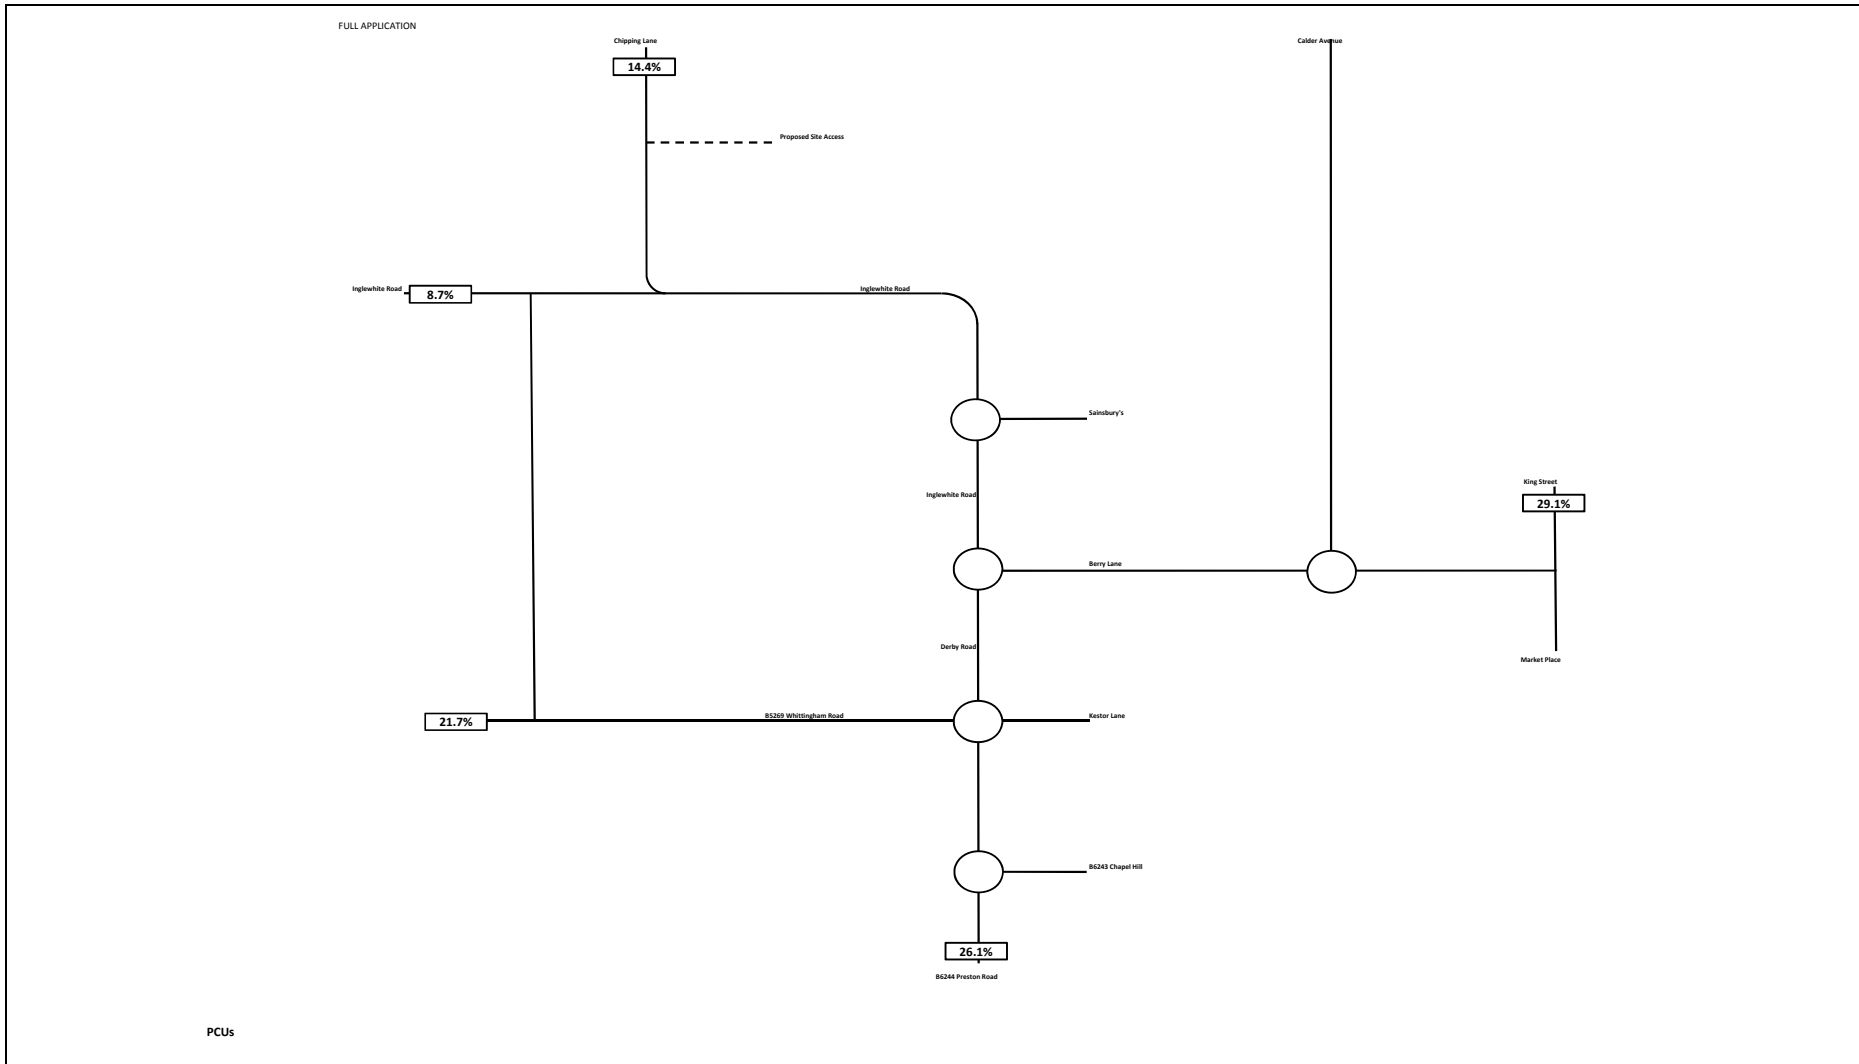 FULL APPLICATION
Chipping Lane
Calder Avenue
14.4%
Proposed Site Access
Inglewhite Road
8.7%
Inglewhite Road
Sainsbury's
Inglewhite Road
King Street
29.1%
Berry Lane
Derby Road
Market Place
21.7%
B5269 Whittingham Road
Kestor Lane
B6243 Chapel Hill
26.1%
B6244 Preston Road
PCUs